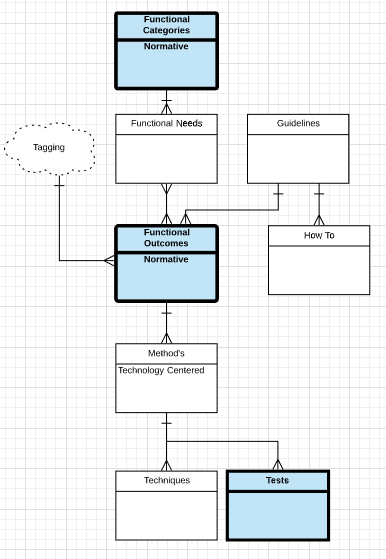 Functional
Categories
Normative
Functional Needs
Guidelines
Tagging
Functional
Outcomes
Normative
How To
Method's
Technology Centered
Techniques
Tests